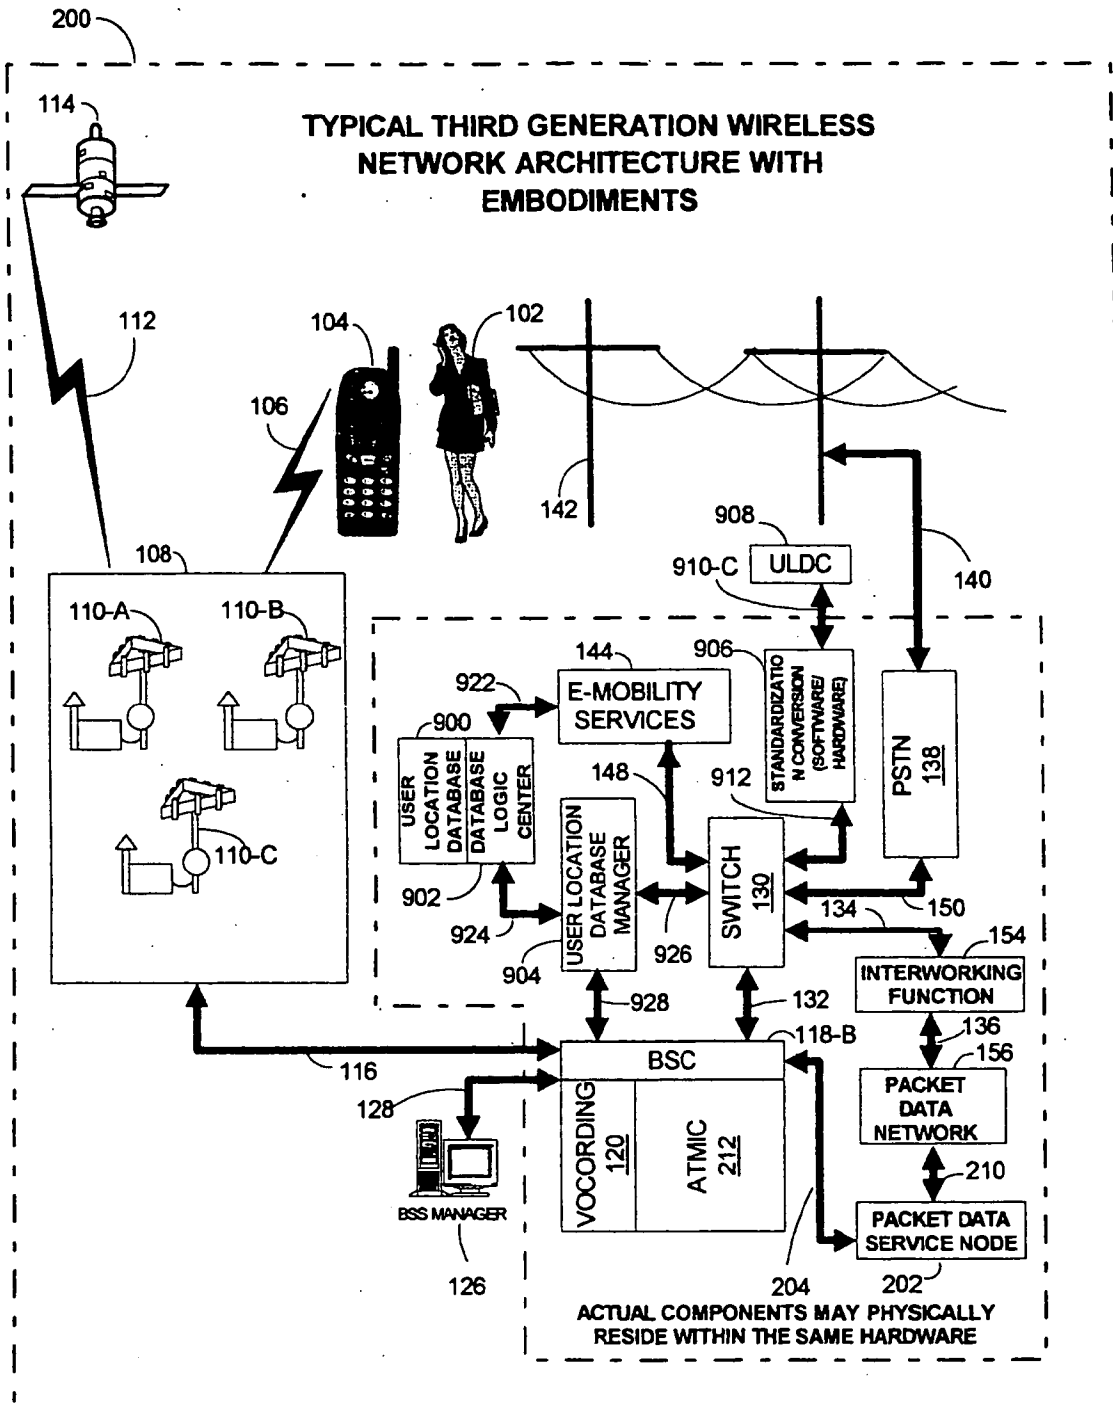 200
114
TYPICAL THIRD GENERATION WIRELESS
NETWORK ARCHITECTURE WITH
EMBODIMENTS
112
104
102
106
142
908
ULDC
910-C
140
108
110-A
110-B
110-C
144
E-MOBILITY
SERVICES
922
906
STANDARDIZATIO
N CONVERSION
(SOFTWARE/
HARDWARE)
PSTN
138
900
USER
LOCATION
DATABASE
DATABASE
LOGIC
CENTER
148
912
902
USER LOCATION
DATABASE
MANAGER
SWITCH
130
924
904
926
134
150
154
INTERWORKING
FUNCTION
928
132
118-B
136
156
116
BSC
PACKET
DATA
NETWORK
128
VOCORDING
120
ATMIC
212
210
BSS MANAGER
126
PACKET DATA
SERVICE NODE
204
202
ACTUAL COMPONENTS MAY PHYSICALLY
RESIDE WITHIN THE SAME HARDWARE